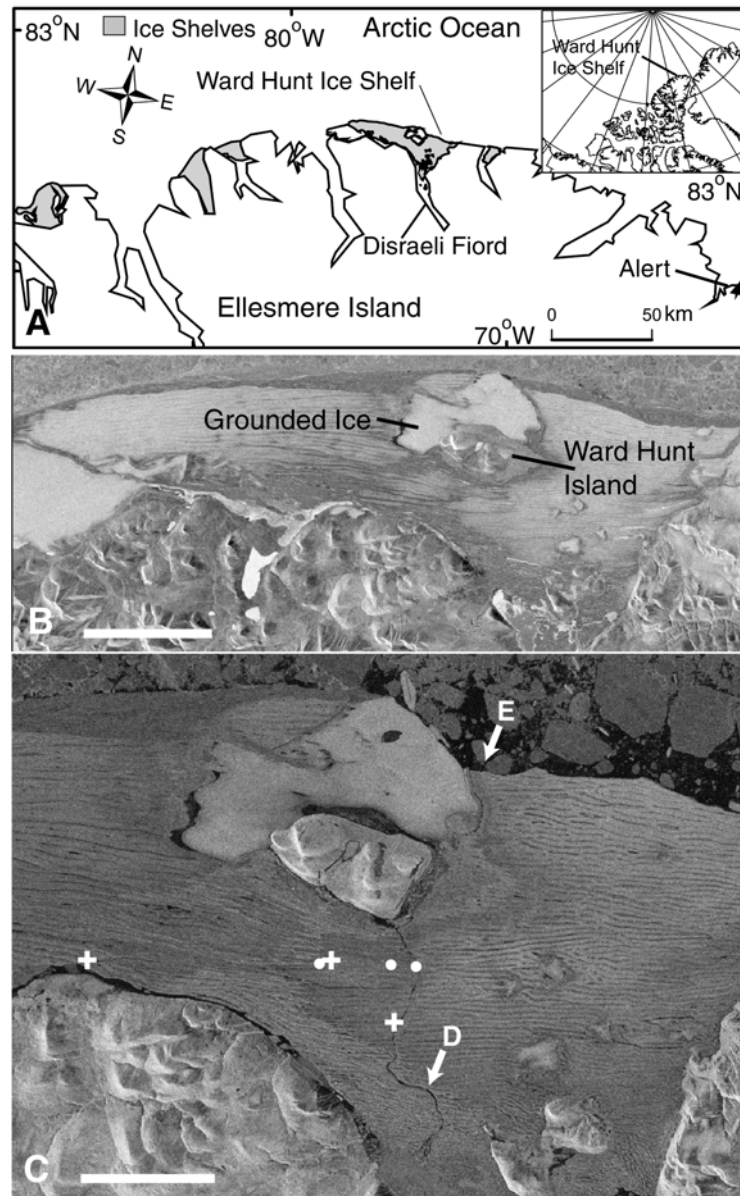 83°N
Ice Shelves
80°W
Arctic Ocean
Ward Hunt Ice Shelf
N
W
E
S
Ward Hunt
Ice Shelf
83°N
Disraeli Fiord
Alert
Ellesmere Island
0
50 km
70°W
A
Grounded Ice
Ward Hunt
Island
B
E
D
C